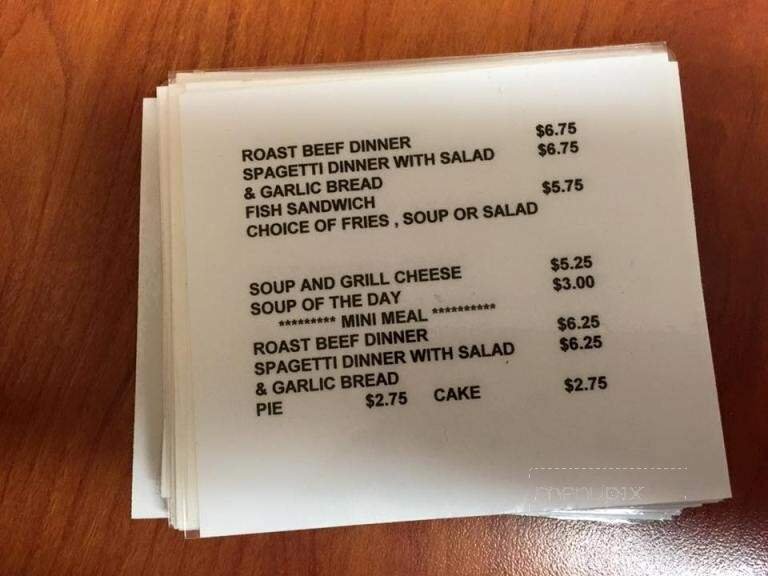 ROAST BEEF DINNER $6.75
SPAGETTI DINNER WITH SALAD $6.75
& GARLIC BREAD
FISH SANDWICH $5.75
CHOICE OF FRIES , SOUP OR SALAD
SOUP AND GRILL CHEESE $5.25
SOUP OF THE DAY $3.00
********* MINI MEAL **********
ROAST BEEF DINNER $6.25
SPAGETTI DINNER WITH SALAD $6.25
& GARLIC BREAD
PIE $2.75 CAKE $2.75
menupix